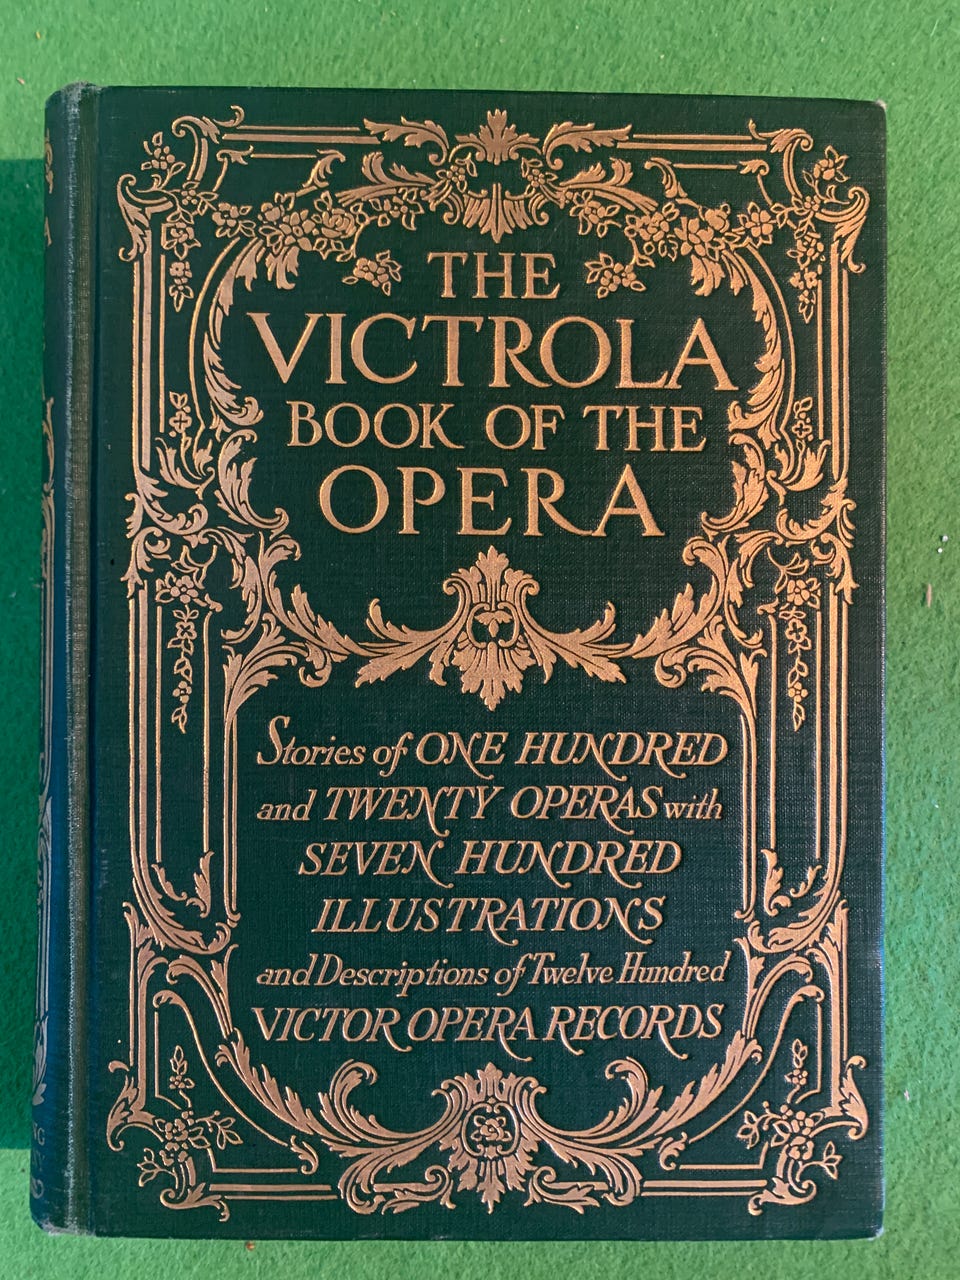 THE
VICTROLA
BOOK OF THE
OPERA
Stories of ONE HUNDRED
and TWENTY OPERAS with
SEVEN HUNDRED
ILLUSTRATIONS
and Descriptions of Twelve Hundred
VICTOR OPERA RECORDS